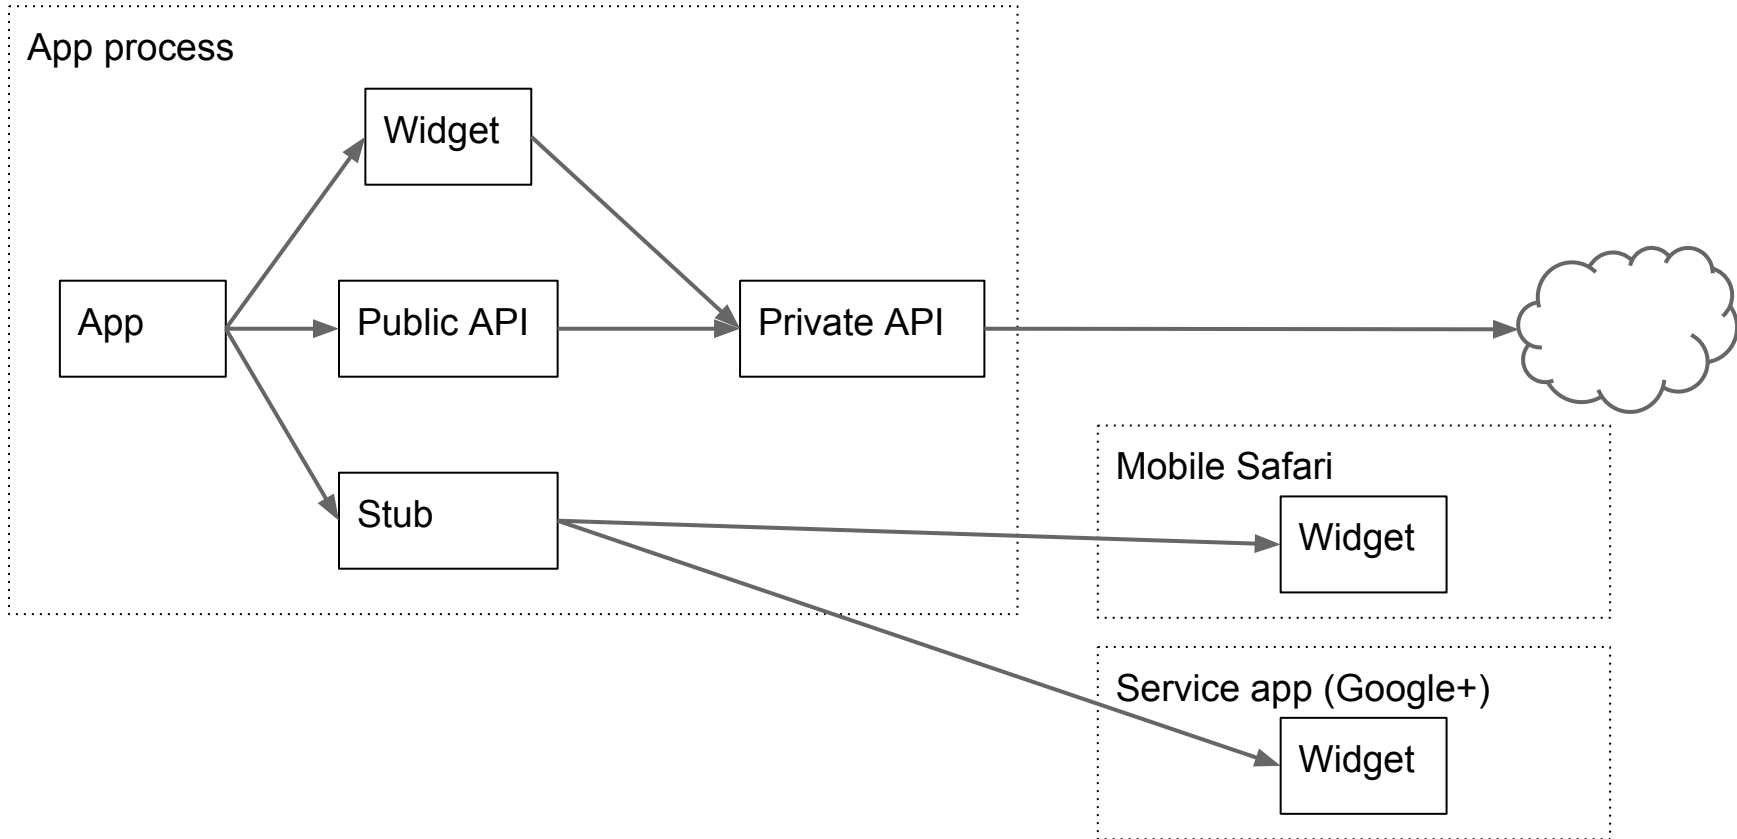 App process
Widget
App
Public API
Private API
Stub
Mobile Safari
Widget
Service app (Google+)
Widget